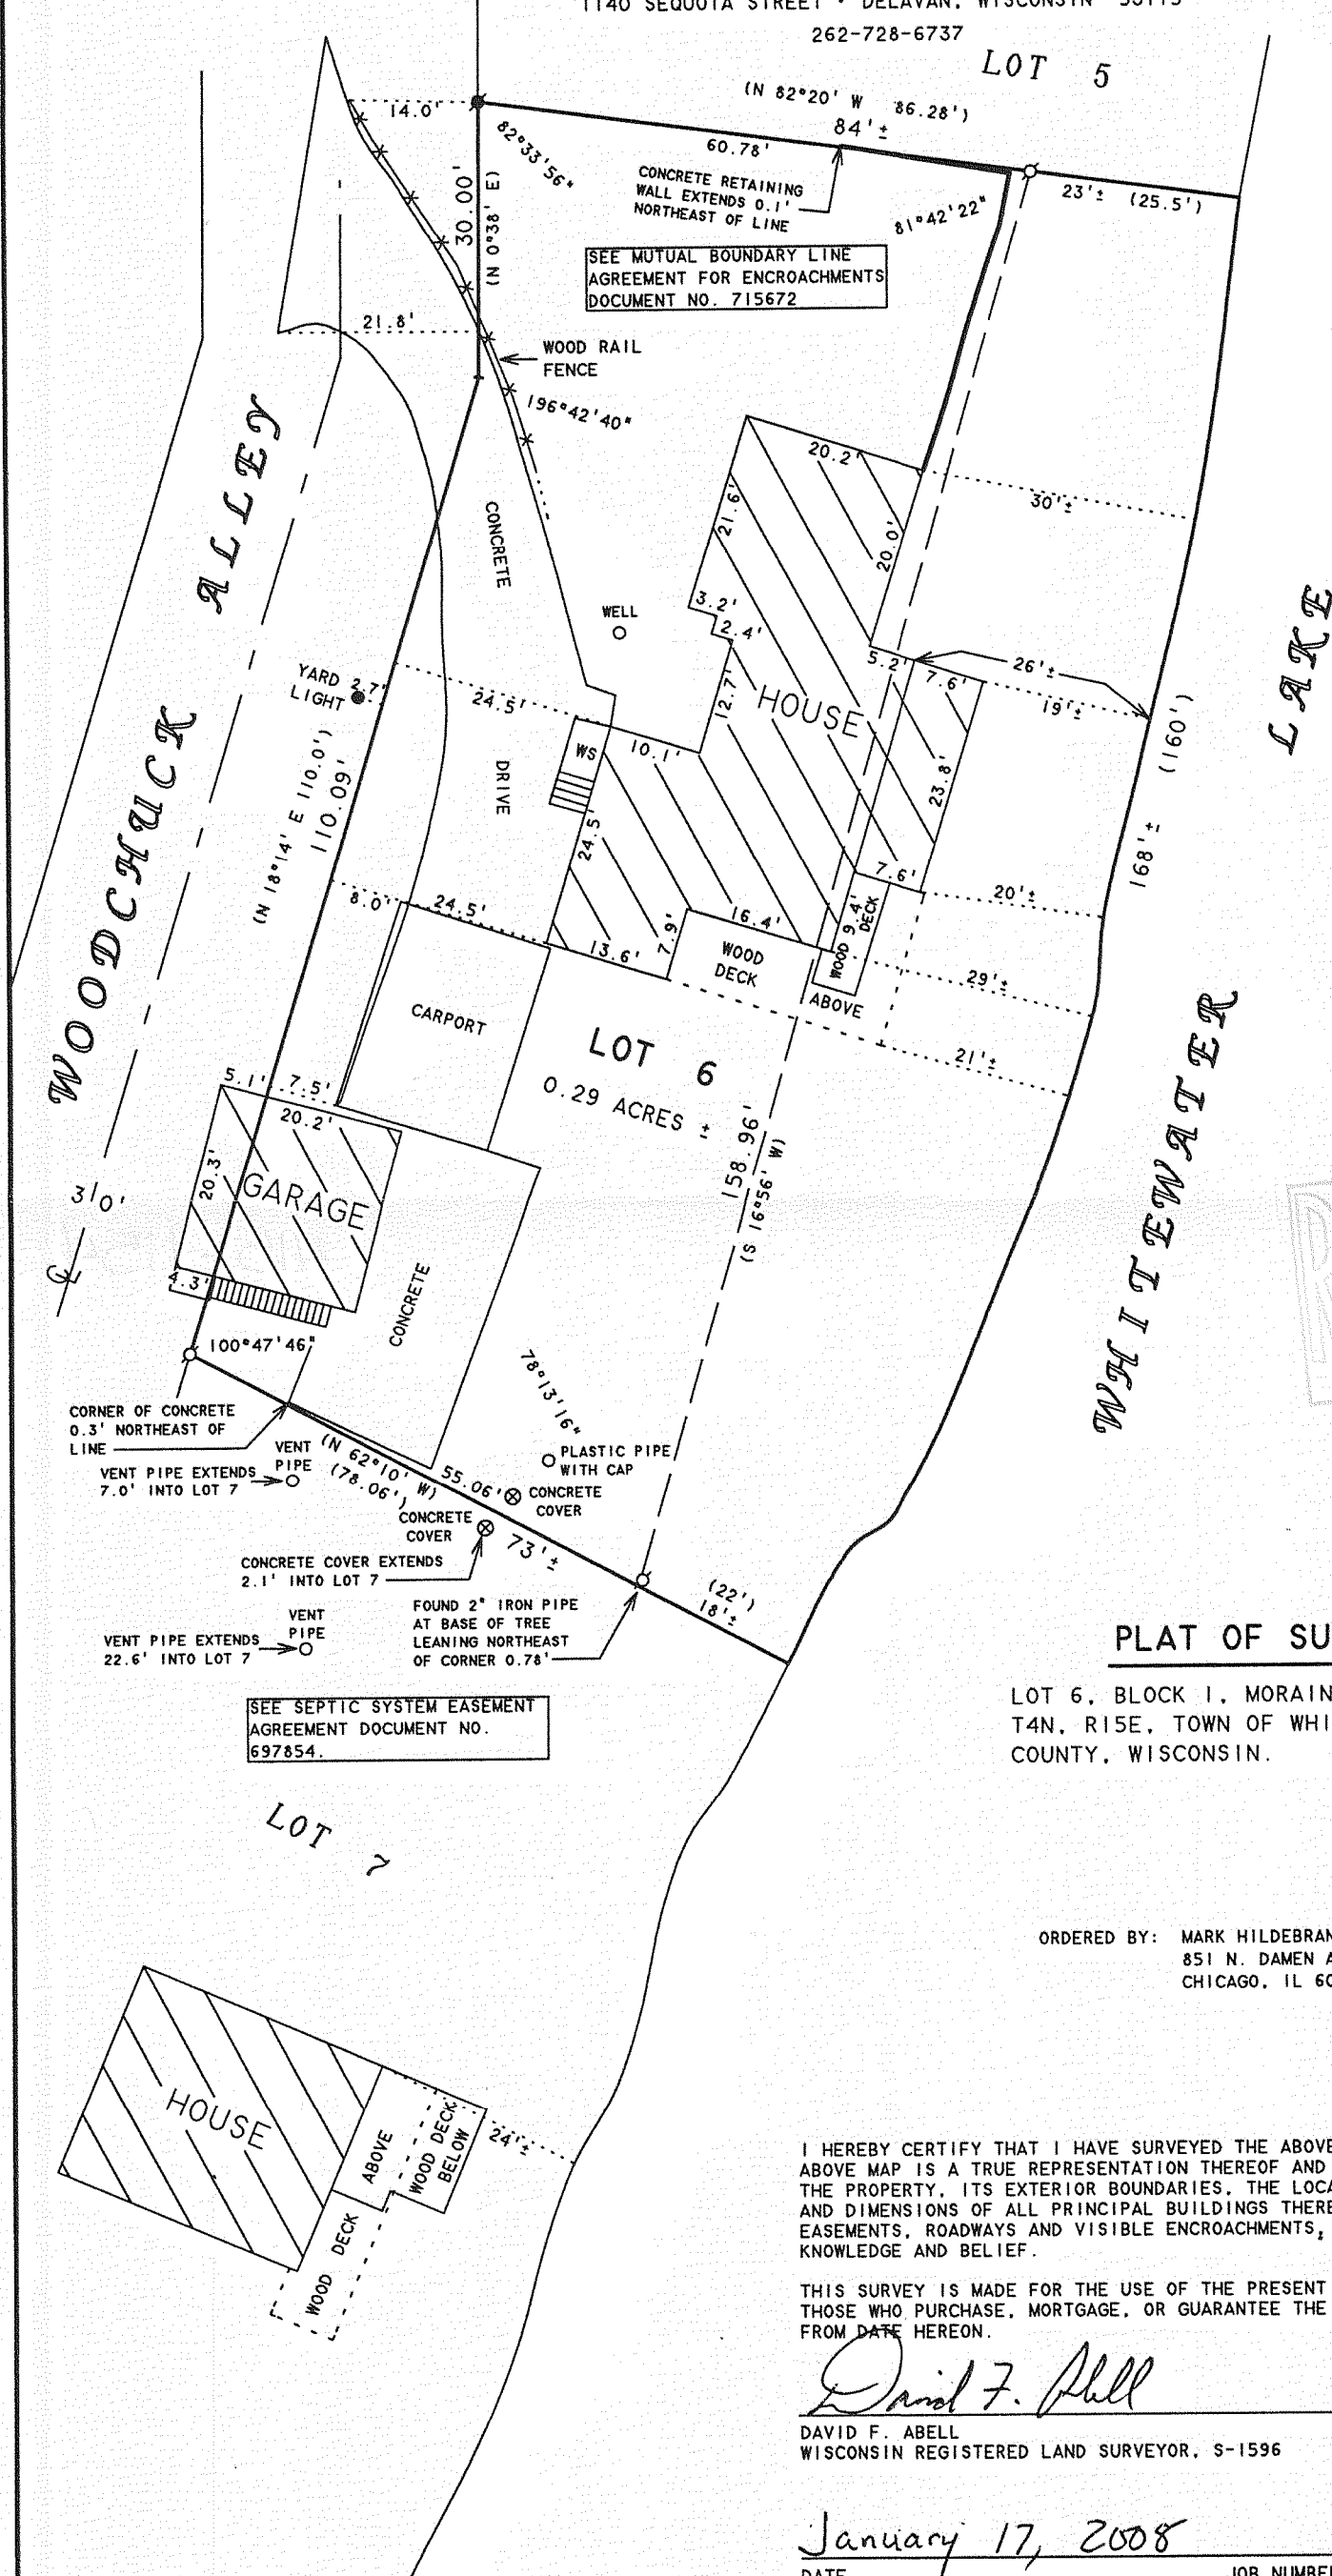 1140 SEQUOIA STREET • DELAVAN, WISCONSIN 53115
262-728-6737
LOT 5
(N 82°20' W 86.28')
84'±
14.0'
60.78'
82°33'56"
30.00'
(N 0°38' E)
CONCRETE RETAINING
WALL EXTENDS 0.1'
NORTHEAST OF LINE
81°42'22"
23'± (25.5')
SEE MUTUAL BOUNDARY LINE
AGREEMENT FOR ENCROACHMENTS
DOCUMENT NO. 715672
21.8'
WOOD RAIL
FENCE
196°42'40"
20.2'
30'±
21.6'
20.0'
CONCRETE
DRIVE
WELL
3.2'
2.4'
5.2'
7.6'
26'±
19'±
YARD
LIGHT
2.7'
24.5'
WS
10.1'
12.7'
HOUSE
23.8'
168'± (160')
WHITEWATER LAKE
WOODCHUCK ALLEY
(N 18°14' E 110.0')
110.09'
24.5'
8.0'
24.5'
13.6'
7.9'
16.4'
7.6'
20'±
WOOD
DECK
WOOD DECK
9.4'
ABOVE
29'±
21'±
CARPORT
LOT 6
0.29 ACRES ±
158.96'
(S 16°56' W)
5.1'
7.5'
20.2'
20.3'
GARAGE
310'
4.3'
CONCRETE
100°47'46"
78°13'16"
CORNER OF CONCRETE
0.3' NORTHEAST OF
LINE
VENT
PIPE
VENT PIPE EXTENDS
7.0' INTO LOT 7
(N 62°10' W)
(78.06')
55.06'
PLASTIC PIPE
WITH CAP
CONCRETE
COVER
CONCRETE
COVER
73'±
CONCRETE COVER EXTENDS
2.1' INTO LOT 7
(22')
18'±
VENT
PIPE
VENT PIPE EXTENDS
22.6' INTO LOT 7
FOUND 2" IRON PIPE
AT BASE OF TREE
LEANING NORTHEAST
OF CORNER 0.78'
SEE SEPTIC SYSTEM EASEMENT
AGREEMENT DOCUMENT NO.
697854.
PLAT OF SU
LOT 6, BLOCK 1, MORAIN
T4N, R15E, TOWN OF WHI
COUNTY, WISCONSIN.
LOT 7
ORDERED BY: MARK HILDEBRAN
851 N. DAMEN A
CHICAGO, IL 60
HOUSE
ABOVE
WOOD DECK
BELOW
WOOD DECK
24'±
I HEREBY CERTIFY THAT I HAVE SURVEYED THE ABOVE
ABOVE MAP IS A TRUE REPRESENTATION THEREOF AND
THE PROPERTY, ITS EXTERIOR BOUNDARIES, THE LOCA
AND DIMENSIONS OF ALL PRINCIPAL BUILDINGS THERE
EASEMENTS, ROADWAYS AND VISIBLE ENCROACHMENTS,
KNOWLEDGE AND BELIEF.
THIS SURVEY IS MADE FOR THE USE OF THE PRESENT
THOSE WHO PURCHASE, MORTGAGE, OR GUARANTEE THE
FROM DATE HEREON.
David F. Abell
DAVID F. ABELL
WISCONSIN REGISTERED LAND SURVEYOR, S-1596
January 17, 2008
DATE JOB NUMBER